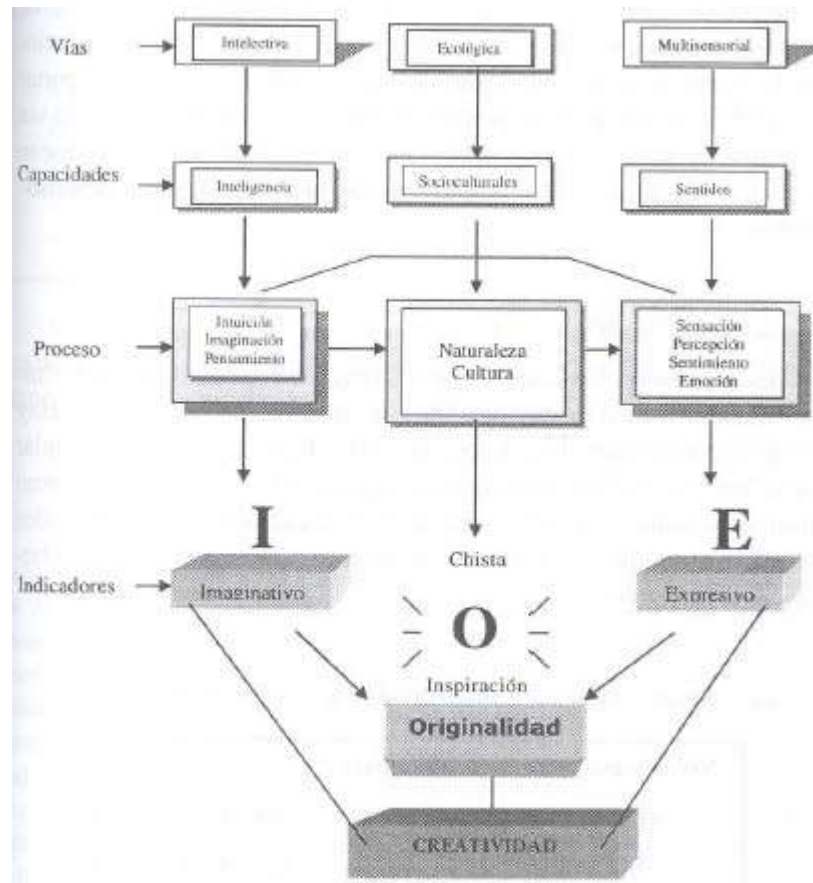 Vías
Intelectiva
Ecológica
Multisensorial
Capacidades
Inteligencia
Socioculturales
Sentidos
Proceso
Intuición
Imaginación
Pensamiento
Naturaleza
Cultura
Sensación
Percepción
Sentimiento
Emoción
I
E
Chista
Indicadores
Imaginativo
Expresivo
O
Inspiración
Originalidad
CREATIVIDAD